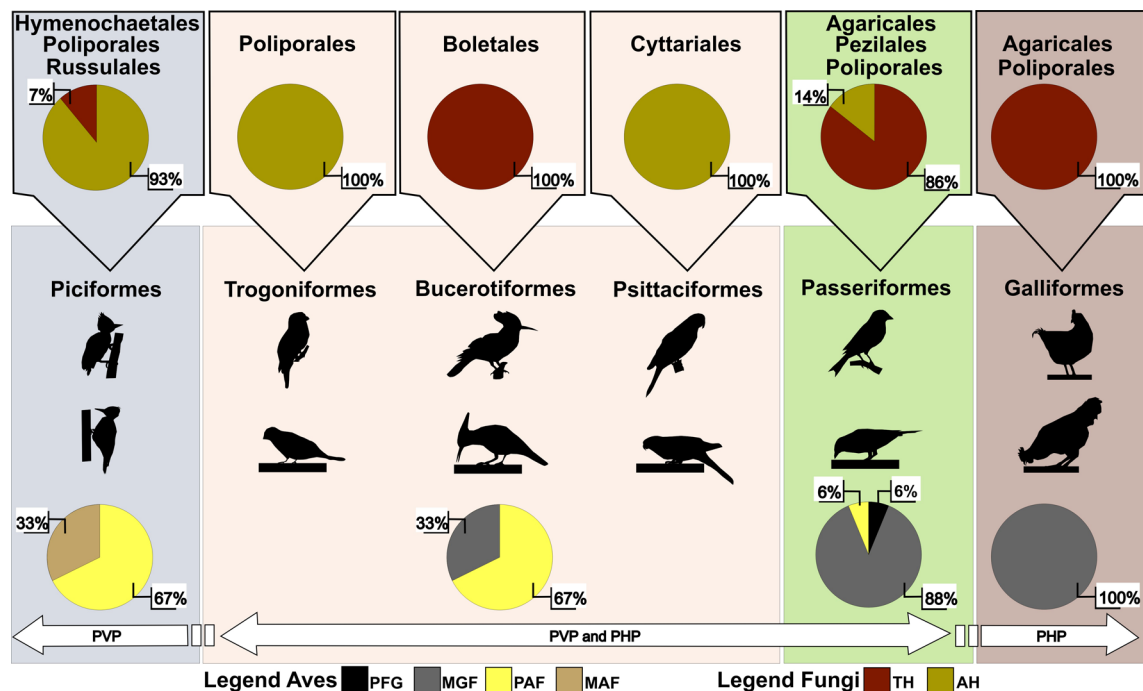 Hymenochaetales
Poliporales
Russulales
7%
93%
Poliporales
100%
Boletales
100%
Cyttariales
100%
Agaricales
Pezilales
Poliporales
14%
86%
Agaricales
Poliporales
100%
Piciformes
Trogoniformes
Bucerotiformes
Psittaciformes
Passeriformes
Galliformes
33%
67%
33%
67%
6%
6%
88%
100%
PVP
PVP and PHP
PHP
Legend Aves PFG MGF PAF MAF
Legend Fungi TH AH